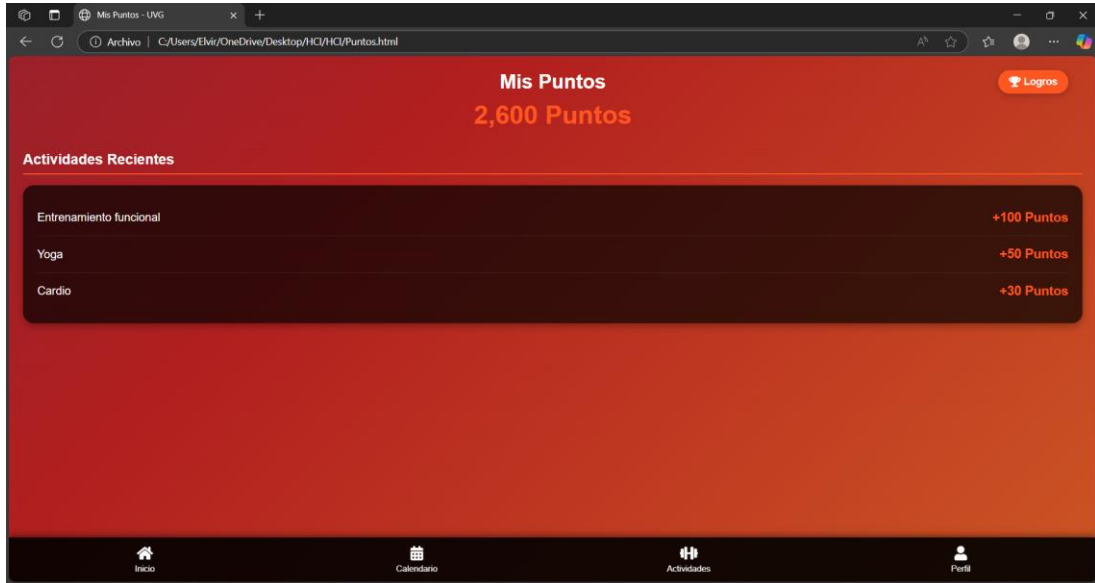 Mis Puntos - UVG
Archivo | C:/Users/Elvir/OneDrive/Desktop/HCI/HCI/Puntos.html
Mis Puntos
Logros
2,600 Puntos
Actividades Recientes
Entrenamiento funcional +100 Puntos
Yoga +50 Puntos
Cardio +30 Puntos
Inicio Calendario Actividades Perfil